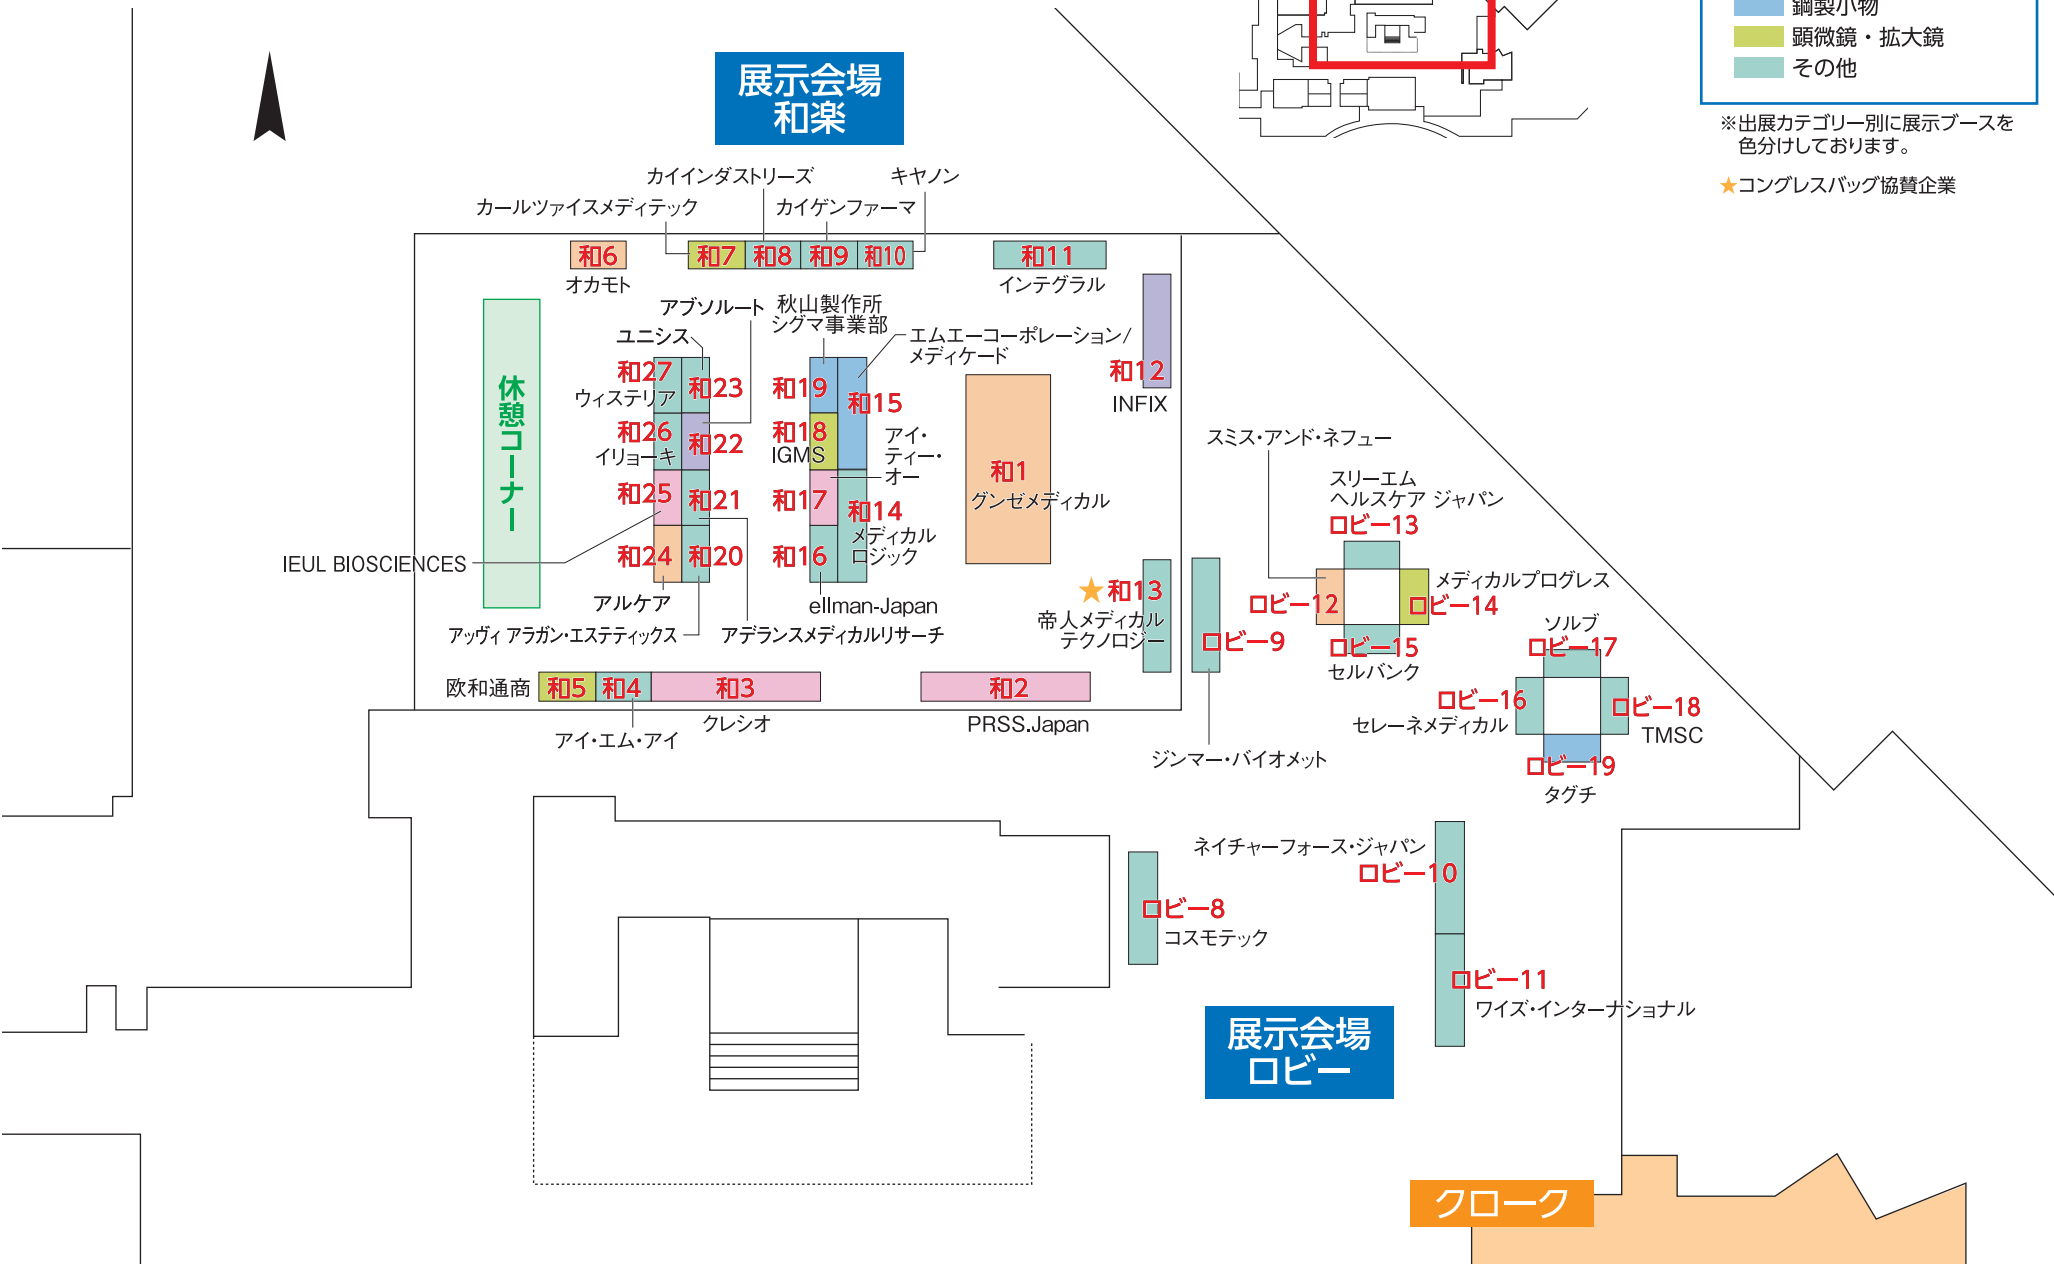 鋼製小物
顕微鏡・拡大鏡
その他
※出展カテゴリー別に展示ブースを
色分けしております。
★コングレスバッグ協賛企業
展示会場
和楽
カイインダストリーズ
キヤノン
カールツァイスメディテック
カイゲンファーマ
和6
和7
和8
和9
和10
和11
オカモト
インテグラル
アブソルート
秋山製作所
シグマ事業部
ユニシス
エムエーコーポレーション/
メディケード
和27
ウィステリア
和23
和19
和15
和12
INFIX
休憩コーナー
和26
イリョーキ
和22
和18
IGMS
アイ・
ティー・
オー
和1
グンゼメディカル
和25
和21
和17
和14
メディカル
ロジック
IEUL BIOSCIENCES
和24
和20
和16
アルケア
ellman-Japan
アッヴィ アラガン・エステティックス
アデランスメディカルリサーチ
★和13
帝人メディカル
テクノロジー
欧和通商
和5
和4
和3
和2
アイ・エム・アイ
クレシオ
PRSS.Japan
スミス・アンド・ネフュー
スリーエム
ヘルスケア ジャパン
ロビー13
メディカルプログレス
ロビー12
ロビー14
ロビー9
ロビー15
セルバンク
ソルブ
ロビー17
ロビー16
セレーネメディカル
ロビー18
TMSC
ロビー19
タグチ
ジンマー・バイオメット
ネイチャーフォース・ジャパン
ロビー10
ロビー8
コスモテック
ロビー11
ワイズ・インターナショナル
展示会場
ロビー
クローク